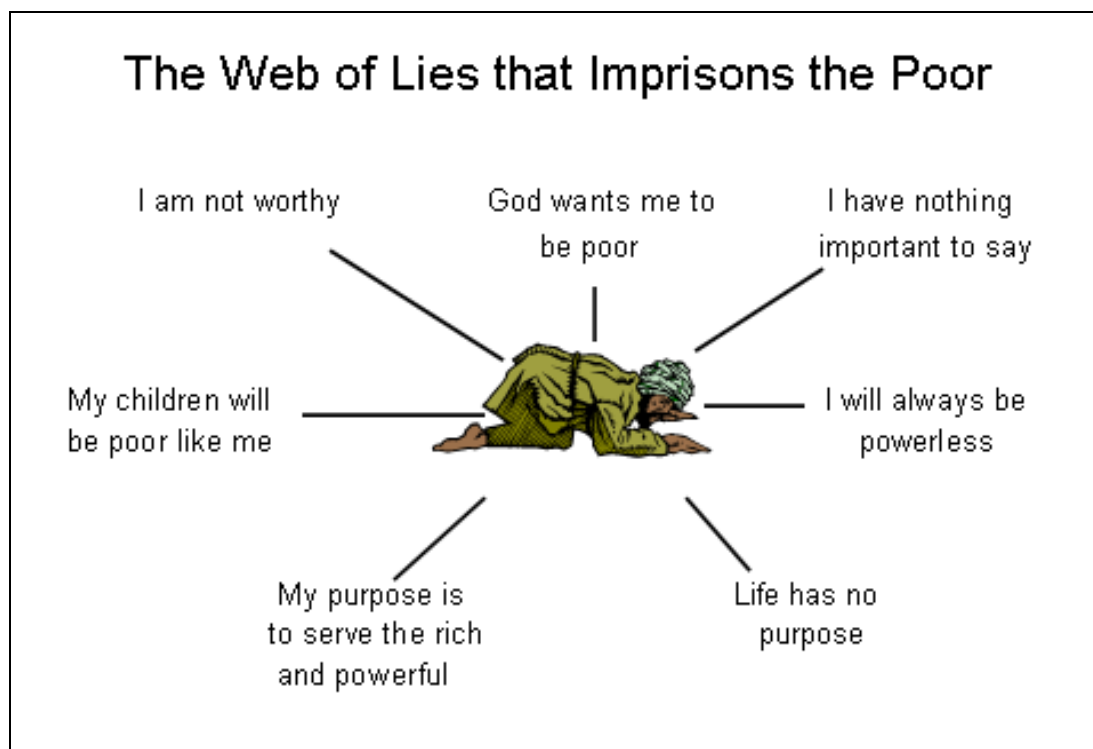 The Web of Lies that Imprisons the Poor
I am not worthy
God wants me to
be poor
I have nothing
important to say
My children will
be poor like me
I will always be
powerless
My purpose is
to serve the rich
and powerful
Life has no
purpose